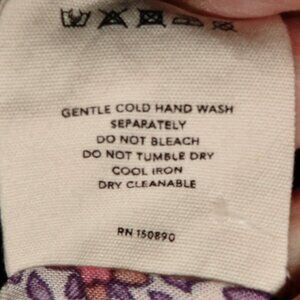 GENTLE COLD HAND WASH
SEPARATELY
DO NOT BLEACH
DO NOT TUMBLE DRY
COOL IRON
DRY CLEANABLE
RN 150890